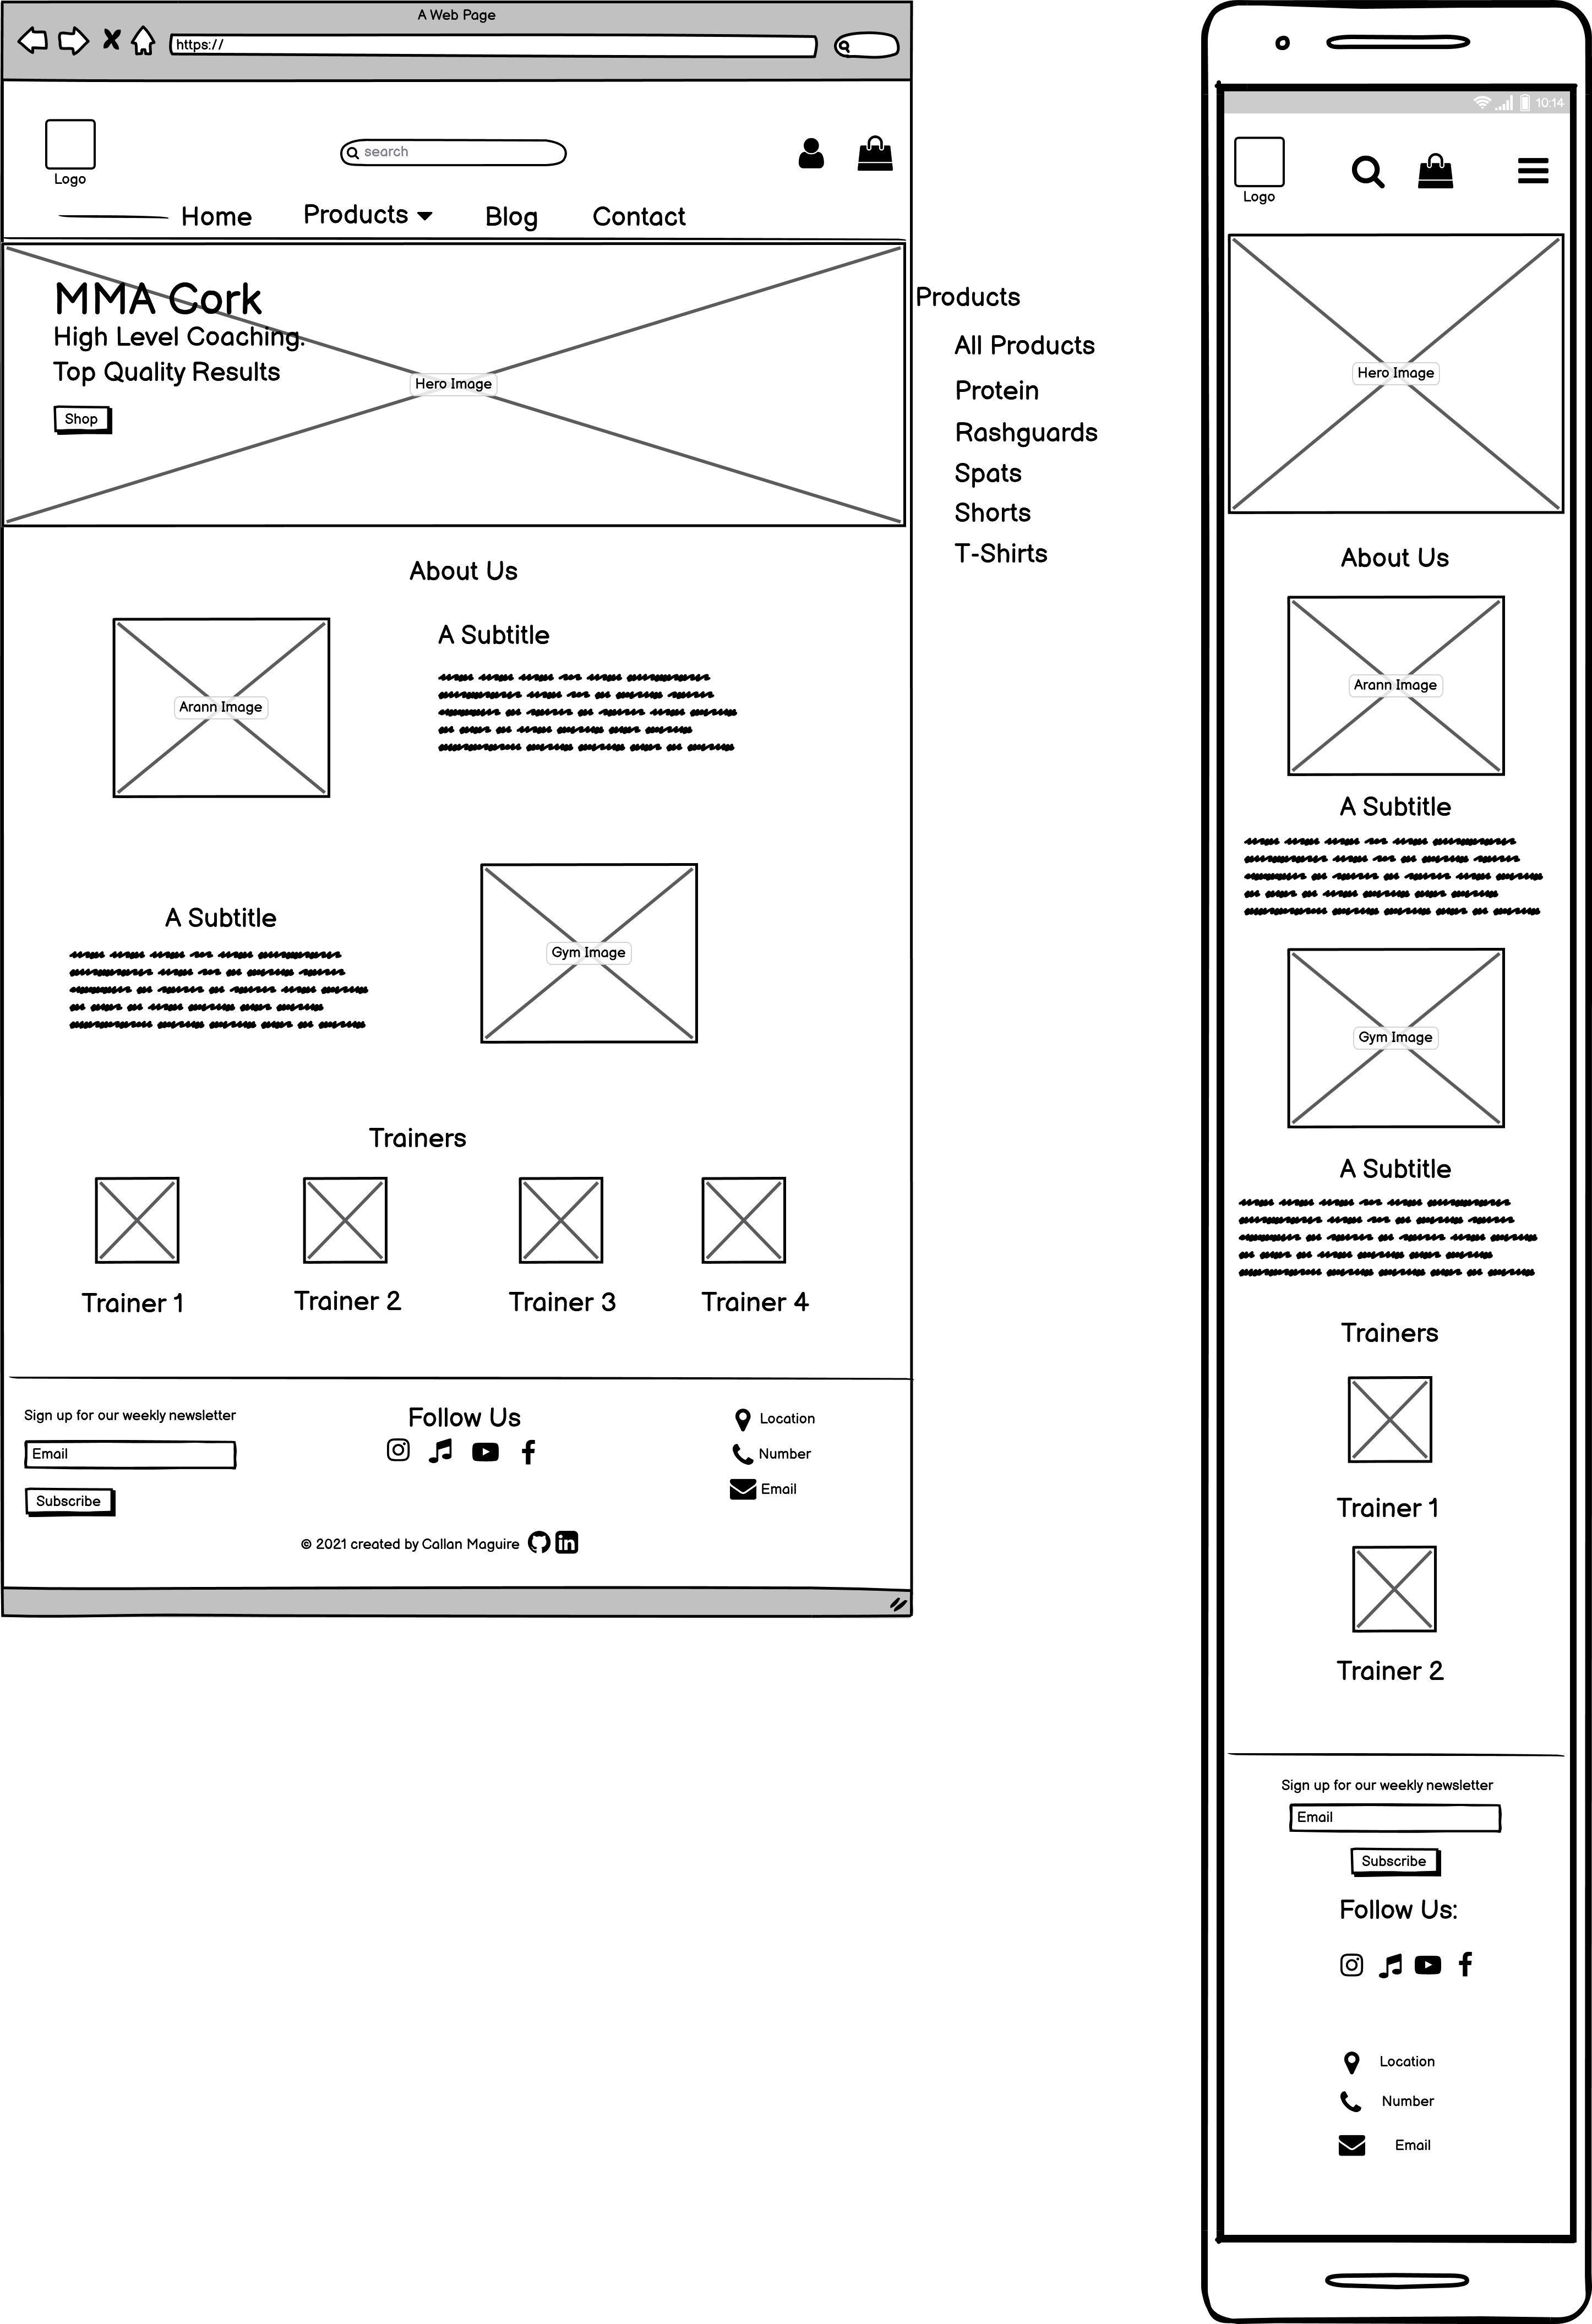 A Web Page
https://
search
Logo
Home
Products
Blog
Contact
MMA Cork
High Level Coaching.
Top Quality Results
Shop
Hero Image
About Us
Arann Image
A Subtitle
A Subtitle
Gym Image
Trainers
Trainer 1
Trainer 2
Trainer 3
Trainer 4
Sign up for our weekly newsletter
Email
Subscribe
Follow Us
Location
Number
Email
© 2021 created by Callan Maguire
Products
All Products
Protein
Rashguards
Spats
Shorts
T-Shirts
10:14
Logo
Hero Image
About Us
Arann Image
A Subtitle
Gym Image
A Subtitle
Trainers
Trainer 1
Trainer 2
Sign up for our weekly newsletter
Email
Subscribe
Follow Us:
Location
Number
Email